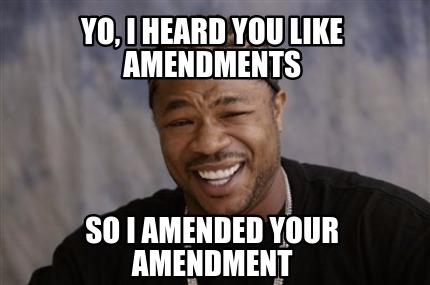 YO, I HEARD YOU LIKE
AMENDMENTS
SO I AMENDED YOUR
AMENDMENT